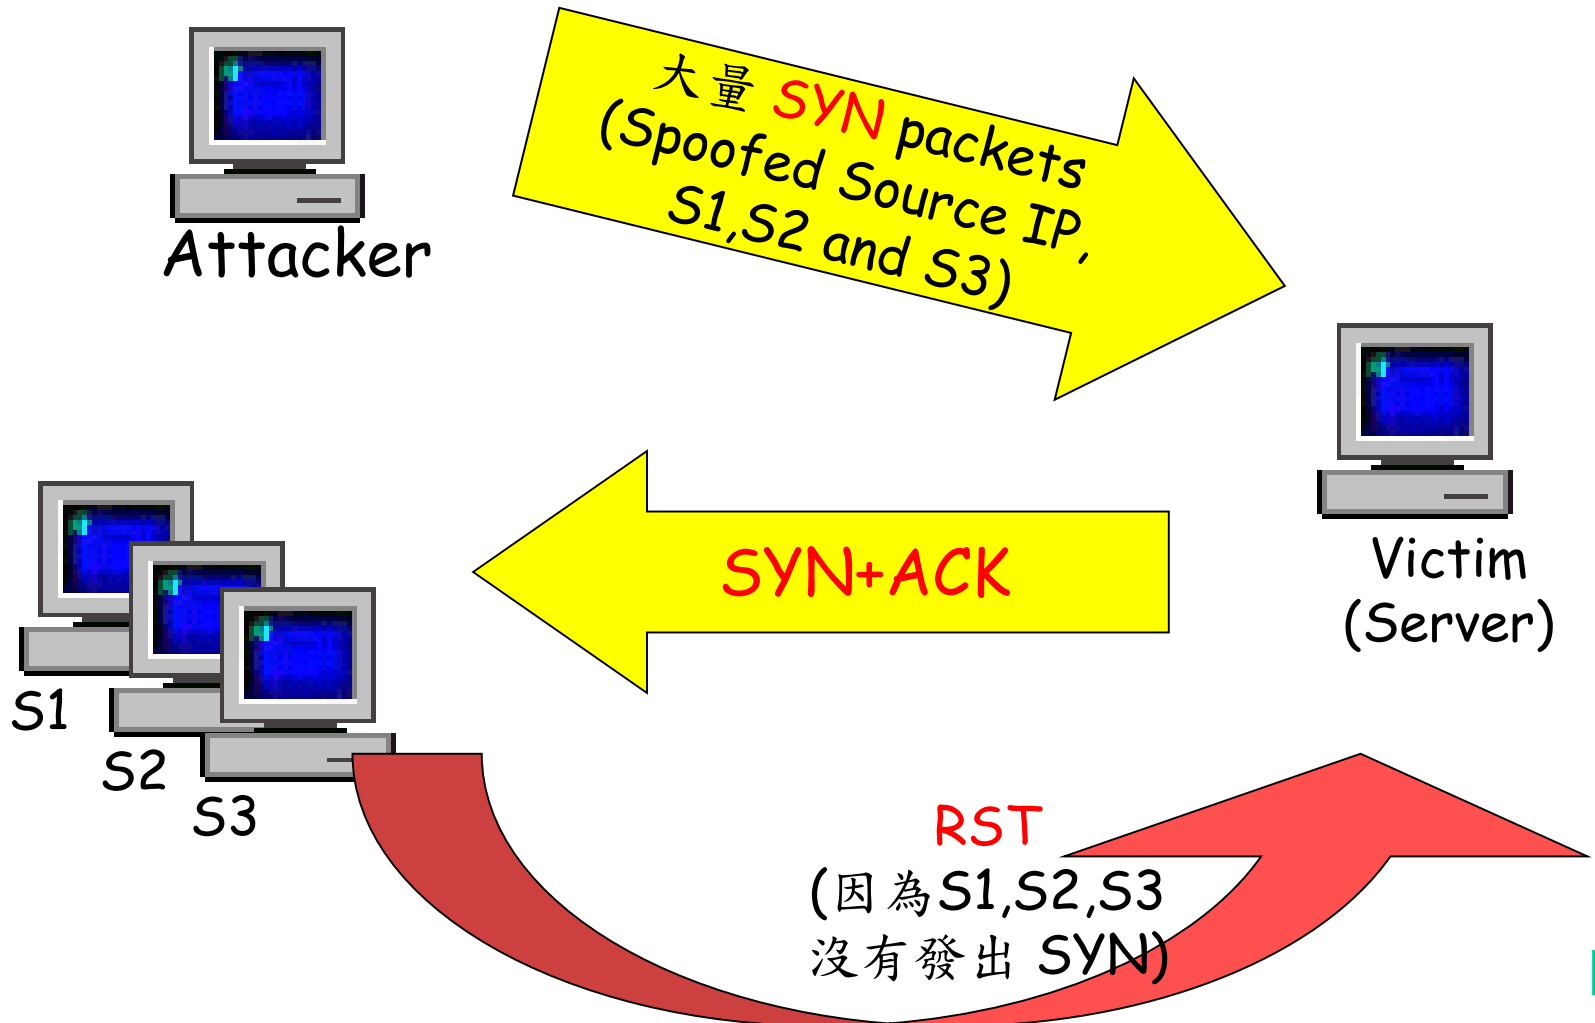 大量 SYN packets
(Spoofed Source IP,
S1,S2 and S3)
Attacker
SYN+ACK
Victim
(Server)
S1
S2
S3
RST
(因為S1,S2,S3
沒有發出 SYN)